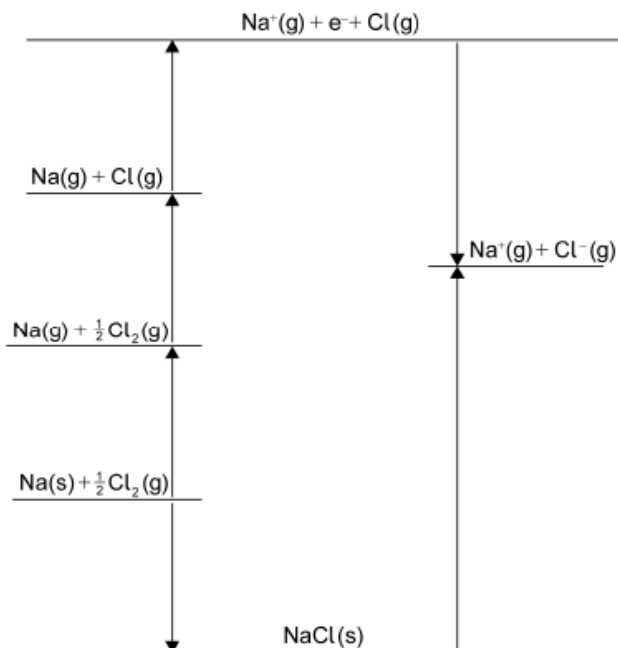 Na⁺(g) + e⁻ + Cl(g)
Na(g) + Cl(g)
Na⁺(g) + Cl⁻(g)
Na(g) + ½Cl₂(g)
Na(s) + ½Cl₂(g)
NaCl(s)